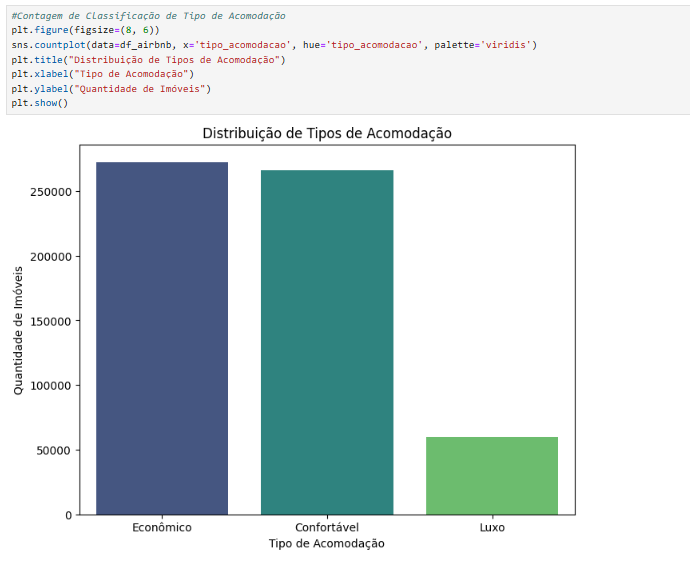 #Contagem de Classificação de Tipo de Acomodação
plt.figure(figsize=(8, 6))
sns.countplot(data=df_airbnb, x='tipo_acomodacao', hue='tipo_acomodacao', palette='viridis')
plt.title("Distribuição de Tipos de Acomodação")
plt.xlabel("Tipo de Acomodação")
plt.ylabel("Quantidade de Imóveis")
plt.show()
Distribuição de Tipos de Acomodação
250000
200000
150000
100000
50000
0
Quantidade de Imóveis
Econômico Confortável Luxo
Tipo de Acomodação